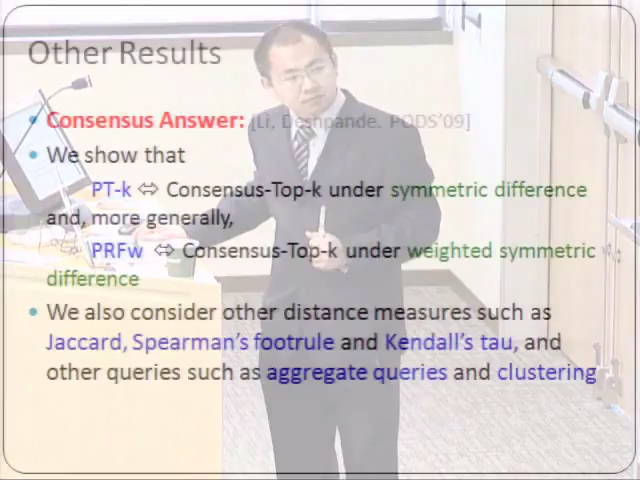 Other Results
• Consensus Answer: [Li, Deshpande. PODS'09]
• We show that
PT-k ⇔ Consensus-Top-k under symmetric difference
and, more generally,
PRFw ⇔ Consensus-Top-k under weighted symmetric
difference
• We also consider other distance measures such as
Jaccard, Spearman's footrule and Kendall's tau, and
other queries such as aggregate queries and clustering